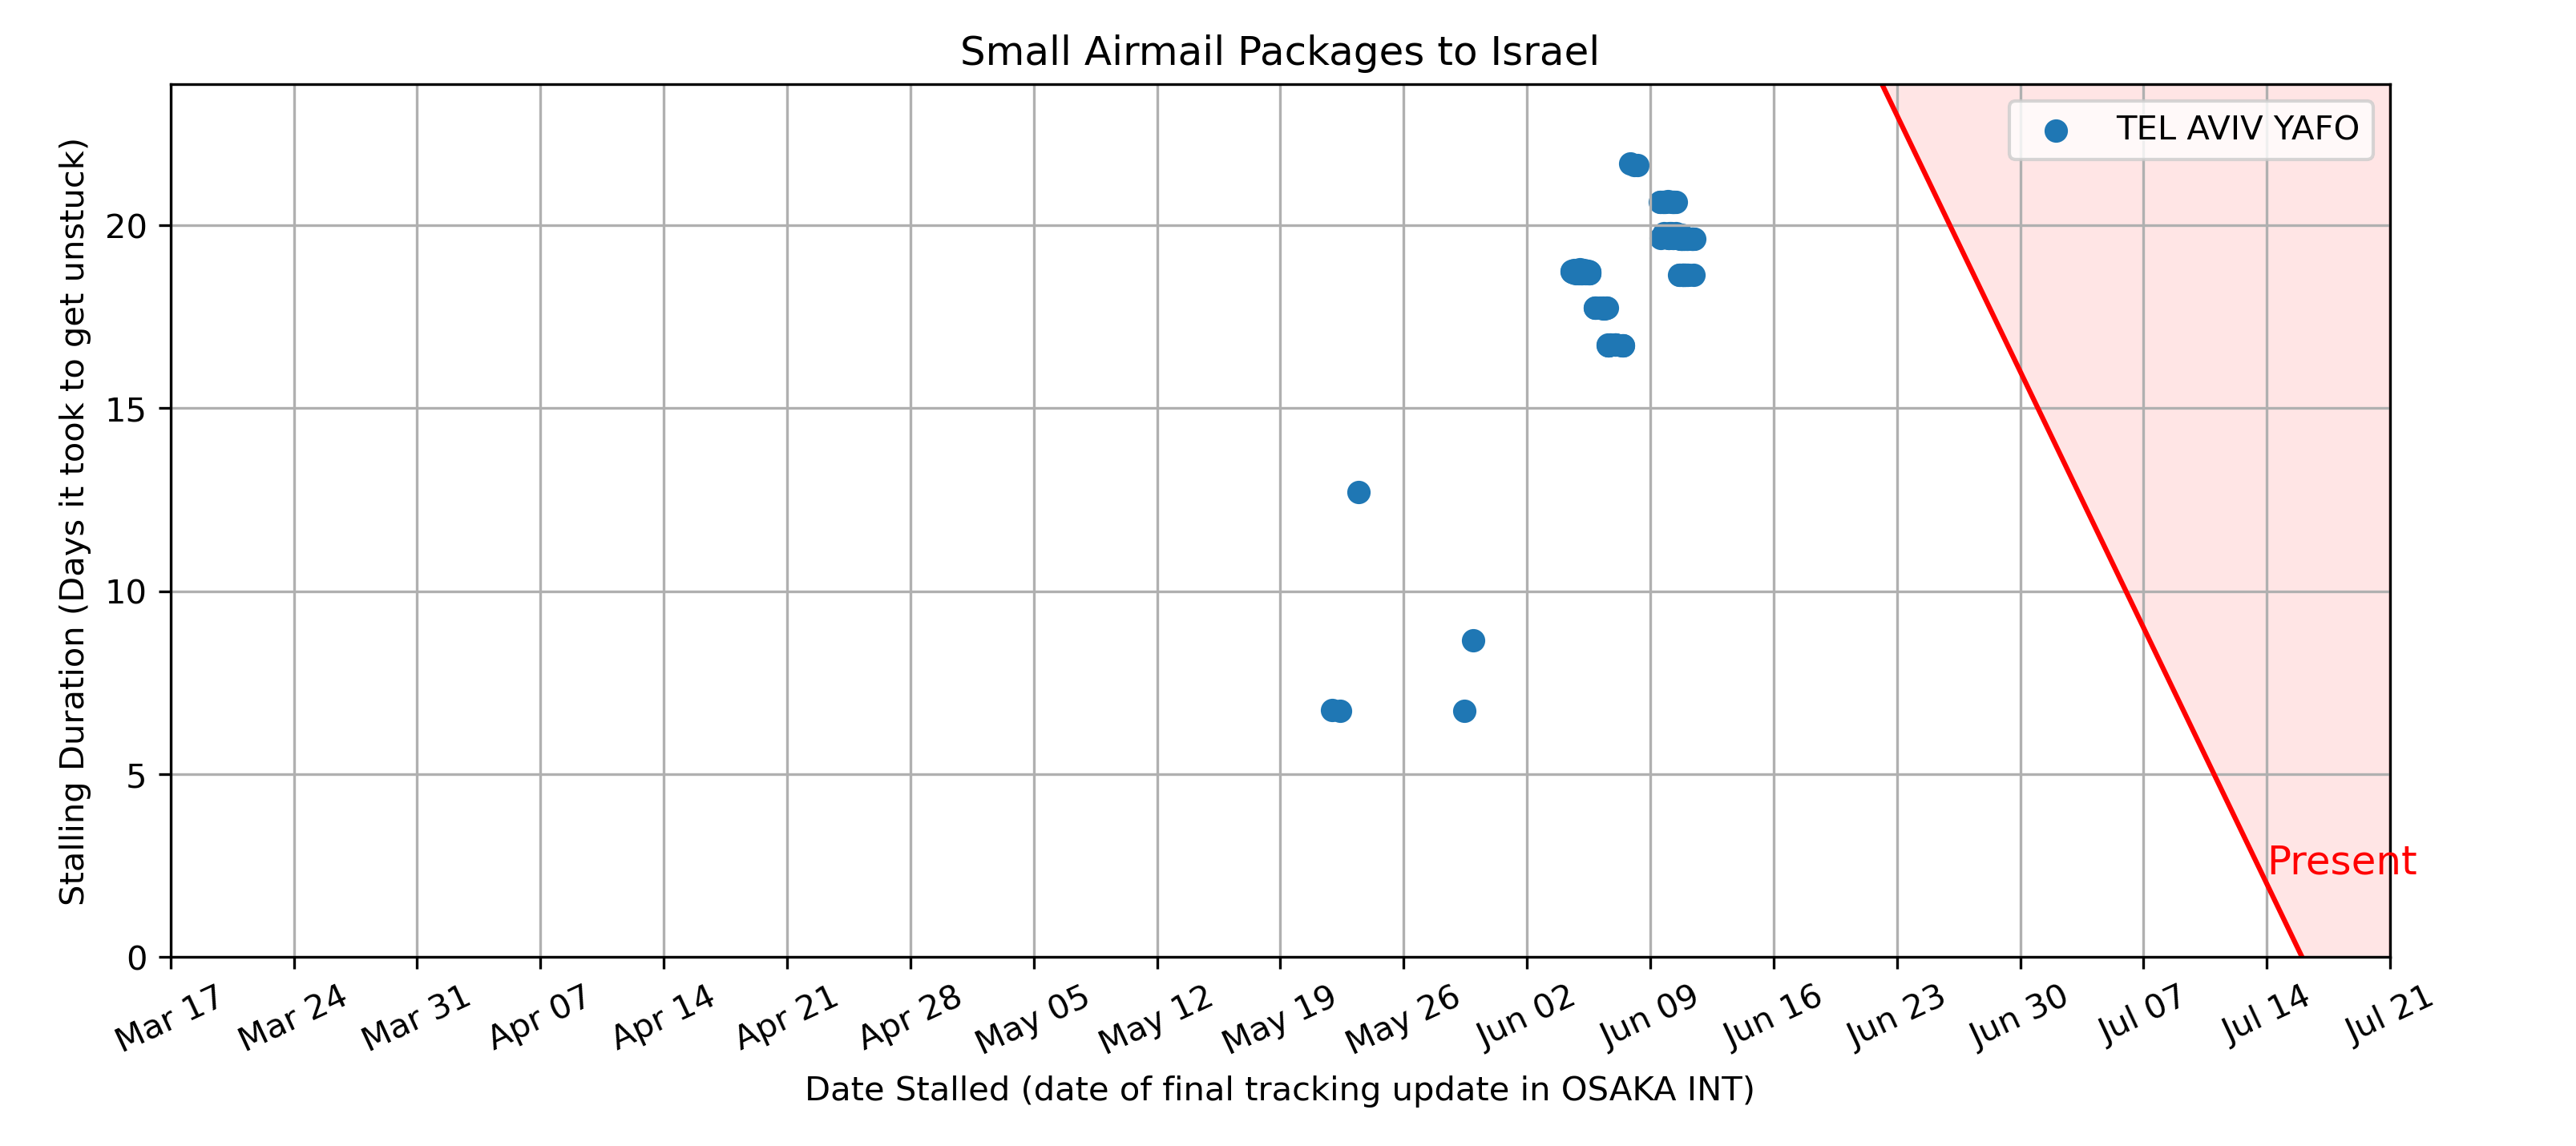 Small Airmail Packages to Israel
TEL AVIV YAFO
Stalling Duration (Days it took to get unstuck)
20
15
10
5
0
Present
Mar 17
Mar 24
Mar 31
Apr 07
Apr 14
Apr 21
Apr 28
May 05
May 12
May 19
May 26
Jun 02
Jun 09
Jun 16
Jun 23
Jun 30
Jul 07
Jul 14
Jul 21
Date Stalled (date of final tracking update in OSAKA INT)